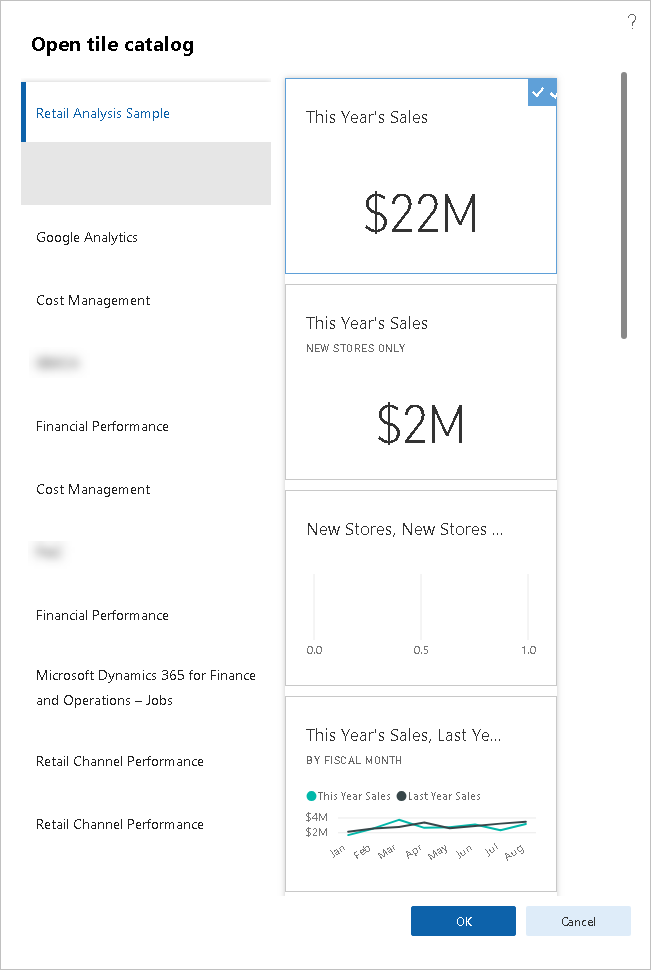 ?
Open tile catalog
Retail Analysis Sample
Google Analytics
Cost Management
Financial Performance
Cost Management
Financial Performance
Microsoft Dynamics 365 for Finance
and Operations – Jobs
Retail Channel Performance
Retail Channel Performance
This Year's Sales
$22M
This Year's Sales
NEW STORES ONLY
$2M
New Stores, New Stores ...
0.0 0.5 1.0
This Year's Sales, Last Ye...
BY FISCAL MONTH
This Year Sales Last Year Sales
$4M
$2M
Jan Feb Mar Apr May Jun Jul Aug
OK Cancel